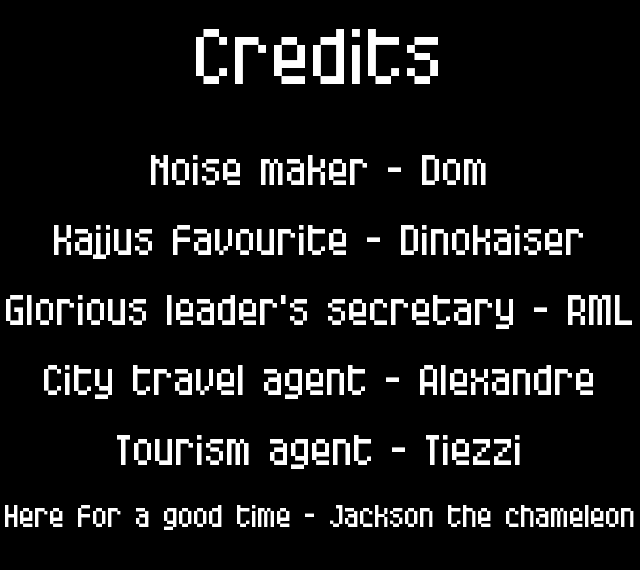 Credits
Noise maker - Dom
Kajjus Favourite - Dinokaiser
Glorious leader's secretary - RML
City travel agent - Alexandre
Tourism agent - Tiezzi
Here For a good time - Jackson the chameleon